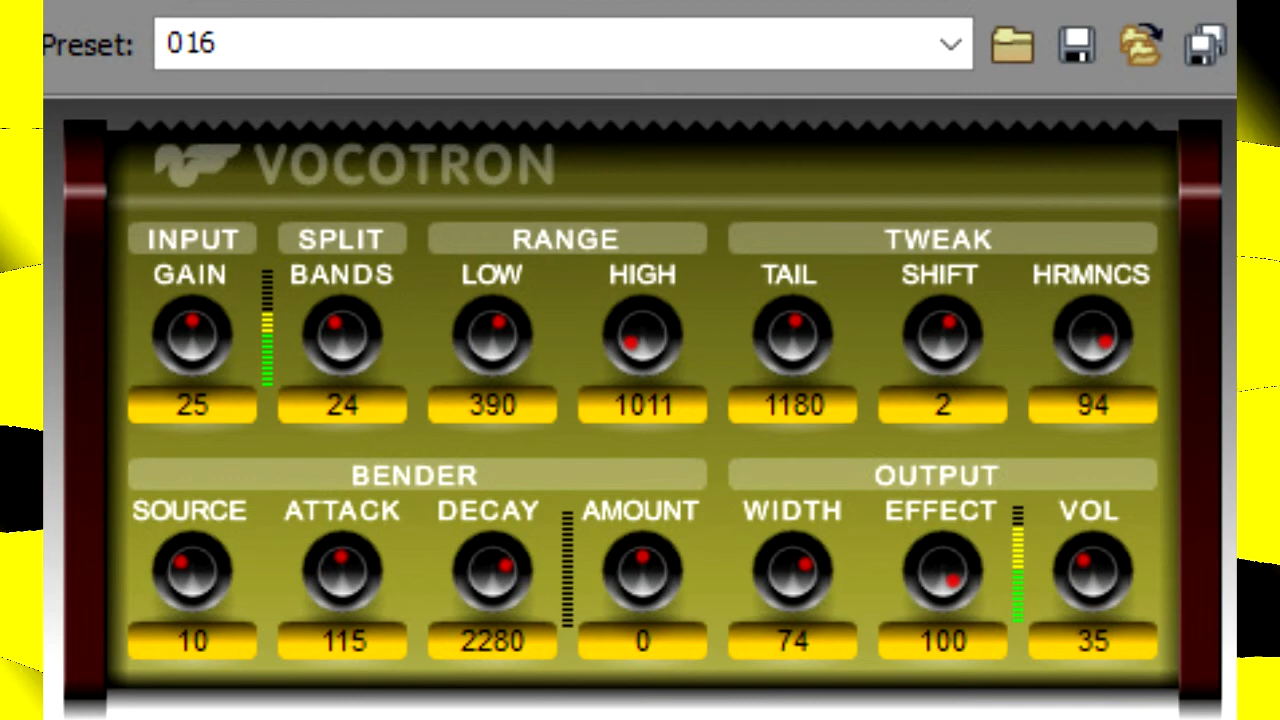 Preset: 016
VOCOTRON
INPUT SPLIT RANGE TWEAK
GAIN BANDS LOW HIGH TAIL SHIFT HRMNCS
25 24 390 1011 1180 2 94
BENDER OUTPUT
SOURCE ATTACK DECAY AMOUNT WIDTH EFFECT VOL
10 115 2280 0 74 100 35